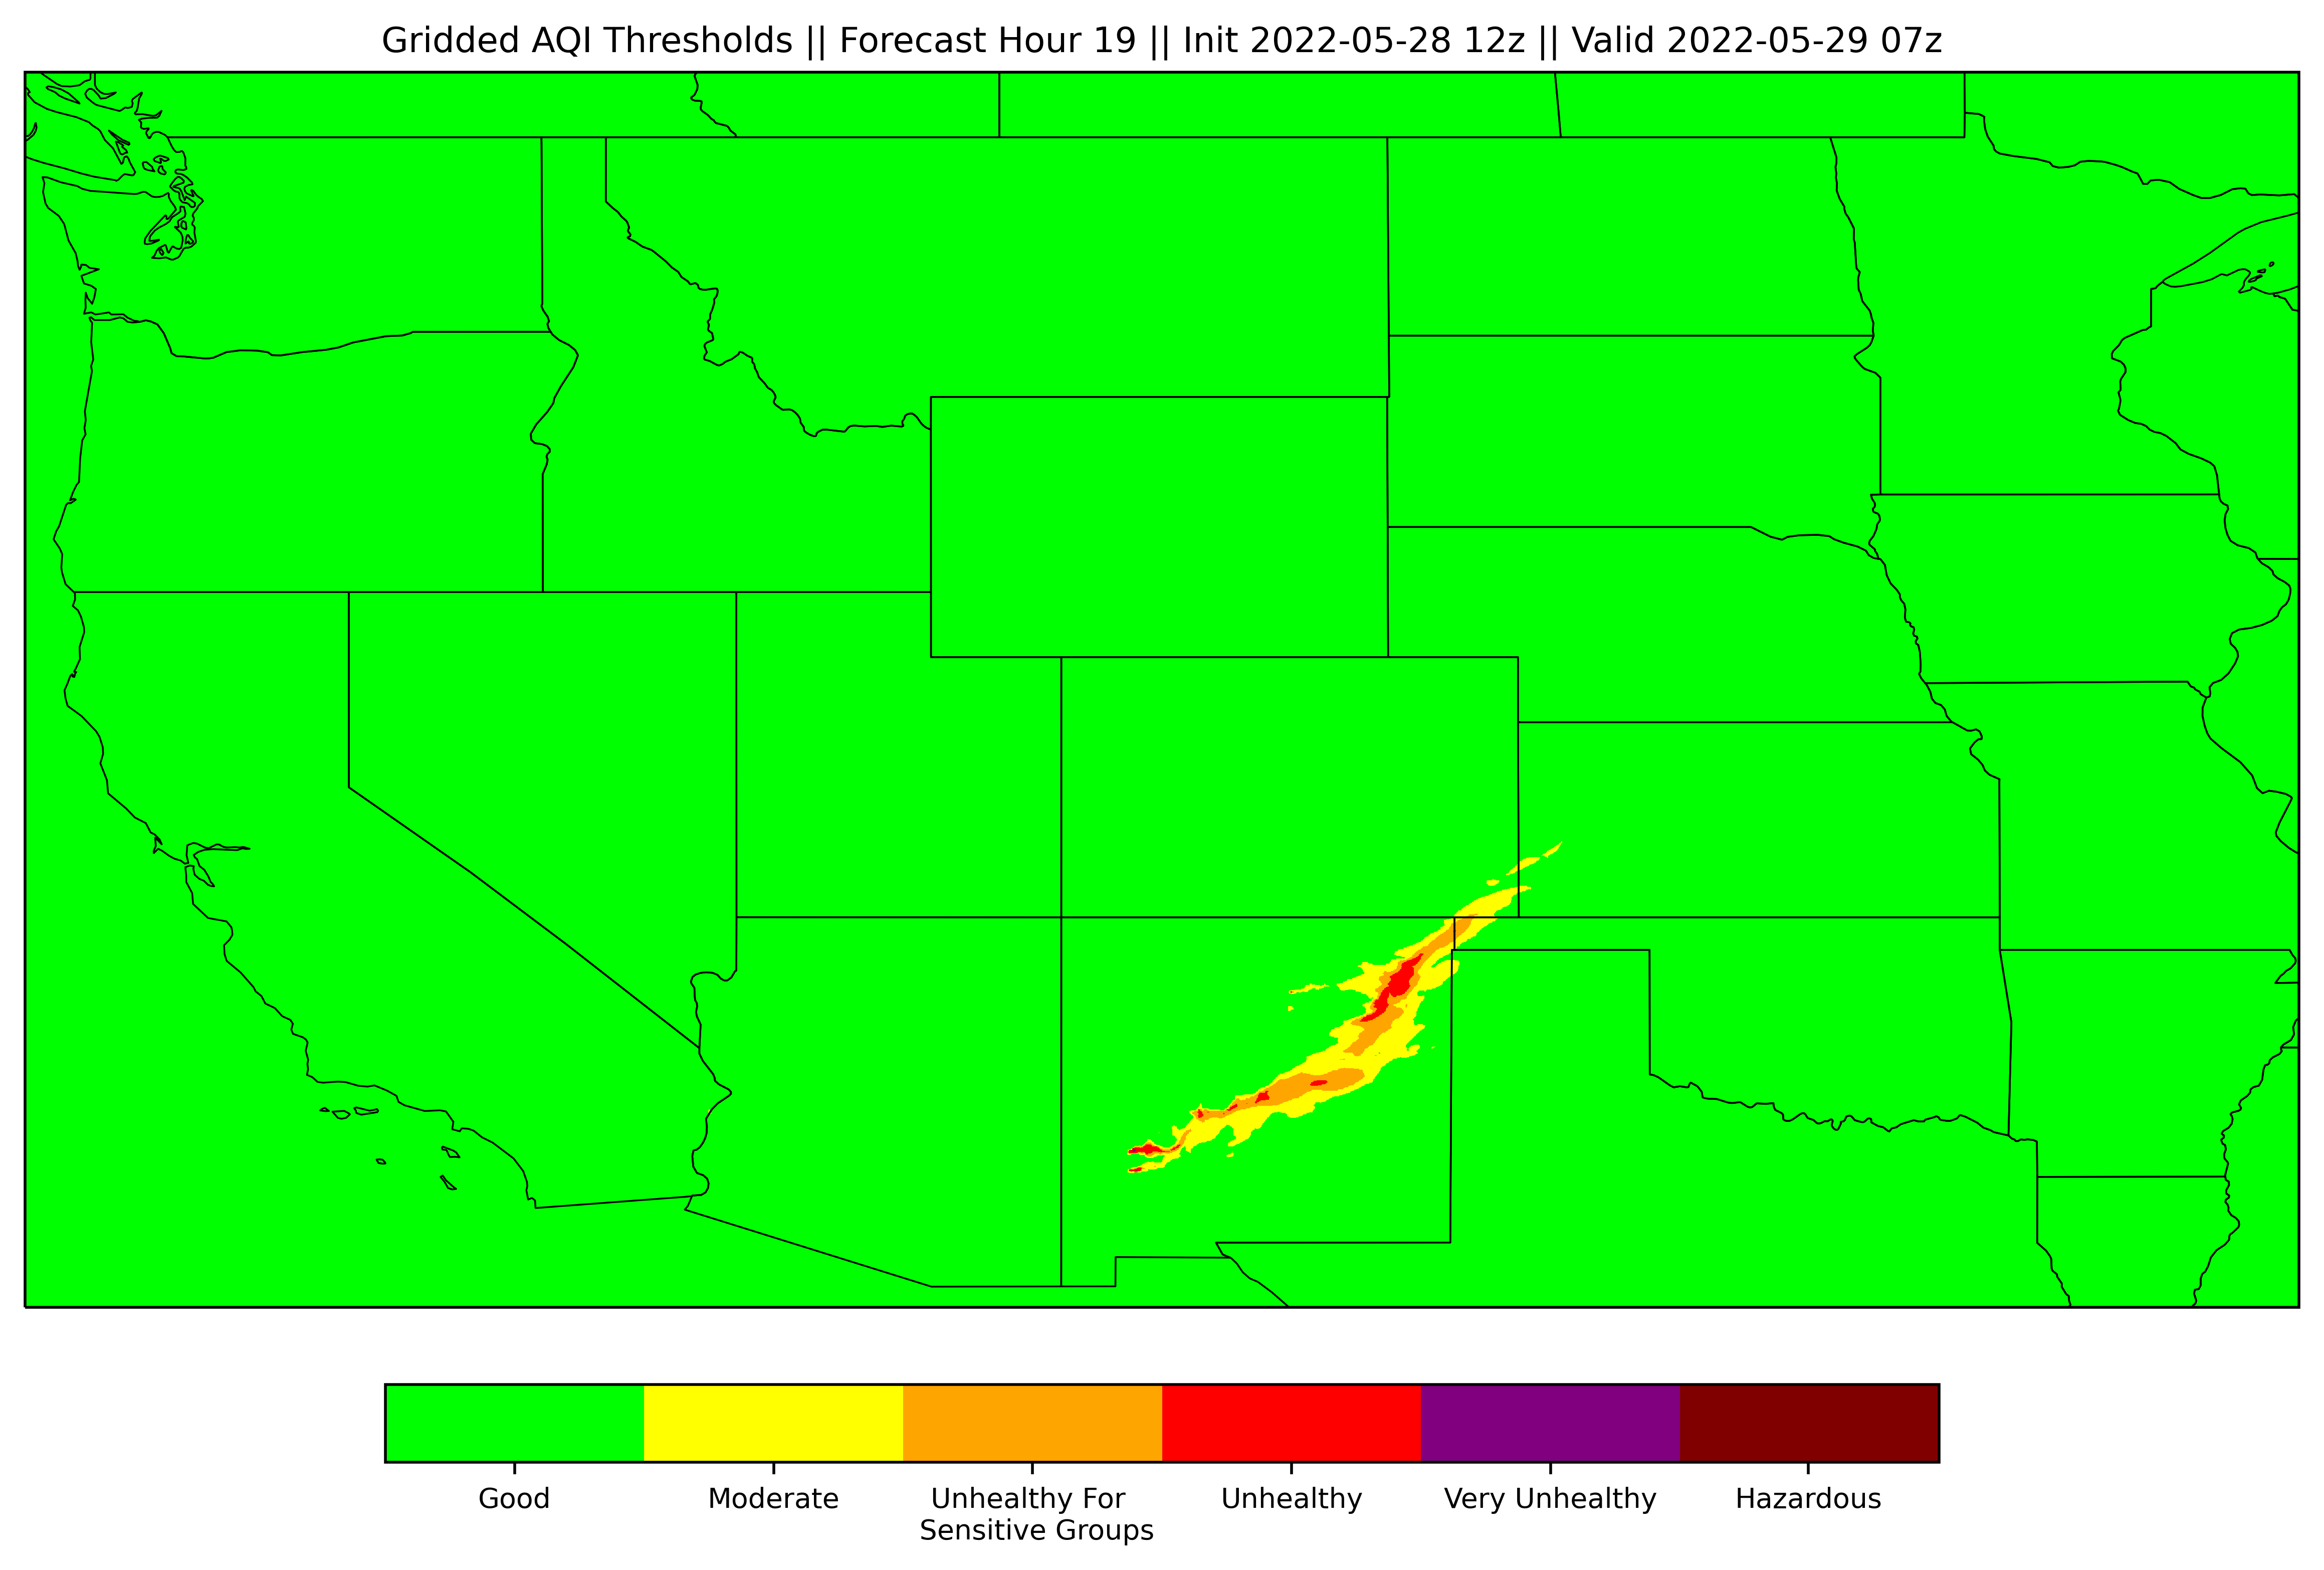 Gridded AQI Thresholds || Forecast Hour 19 || Init 2022-05-28 12z || Valid 2022-05-29 07z
Good
Moderate
Unhealthy For
Sensitive Groups
Unhealthy
Very Unhealthy
Hazardous